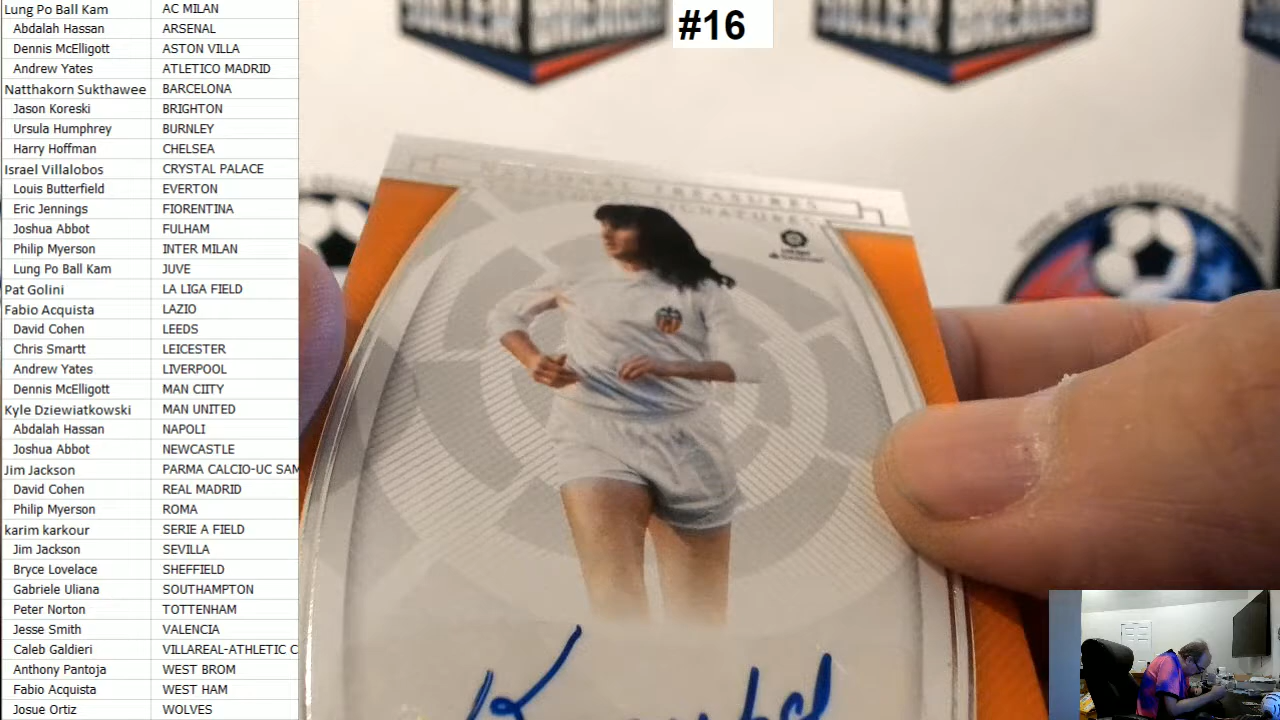 #16
Lung Po Ball Kam AC MILAN
Abdalah Hassan ARSENAL
Dennis McElligott ASTON VILLA
Andrew Yates ATLETICO MADRID
Natthakorn Sukthawee BARCELONA
Jason Koreski BRIGHTON
Ursula Humphrey BURNLEY
Harry Hoffman CHELSEA
Israel Villalobos CRYSTAL PALACE
Louis Butterfield EVERTON
Eric Jennings FIORENTINA
Joshua Abbot FULHAM
Philip Myerson INTER MILAN
Lung Po Ball Kam JUVE
Pat Golini LA LIGA FIELD
Fabio Acquista LAZIO
David Cohen LEEDS
Chris Smartt LEICESTER
Andrew Yates LIVERPOOL
Dennis McElligott MAN CIITY
Kyle Dziewiatkowski MAN UNITED
Abdalah Hassan NAPOLI
Joshua Abbot NEWCASTLE
Jim Jackson PARMA CALCIO-UC SAM
David Cohen REAL MADRID
Philip Myerson ROMA
karim karkour SERIE A FIELD
Jim Jackson SEVILLA
Bryce Lovelace SHEFFIELD
Gabriele Uliana SOUTHAMPTON
Peter Norton TOTTENHAM
Jesse Smith VALENCIA
Caleb Galdieri VILLAREAL-ATHLETIC C
Anthony Pantoja WEST BROM
Fabio Acquista WEST HAM
Josue Ortiz WOLVES
TREASURES
SIGNATURES